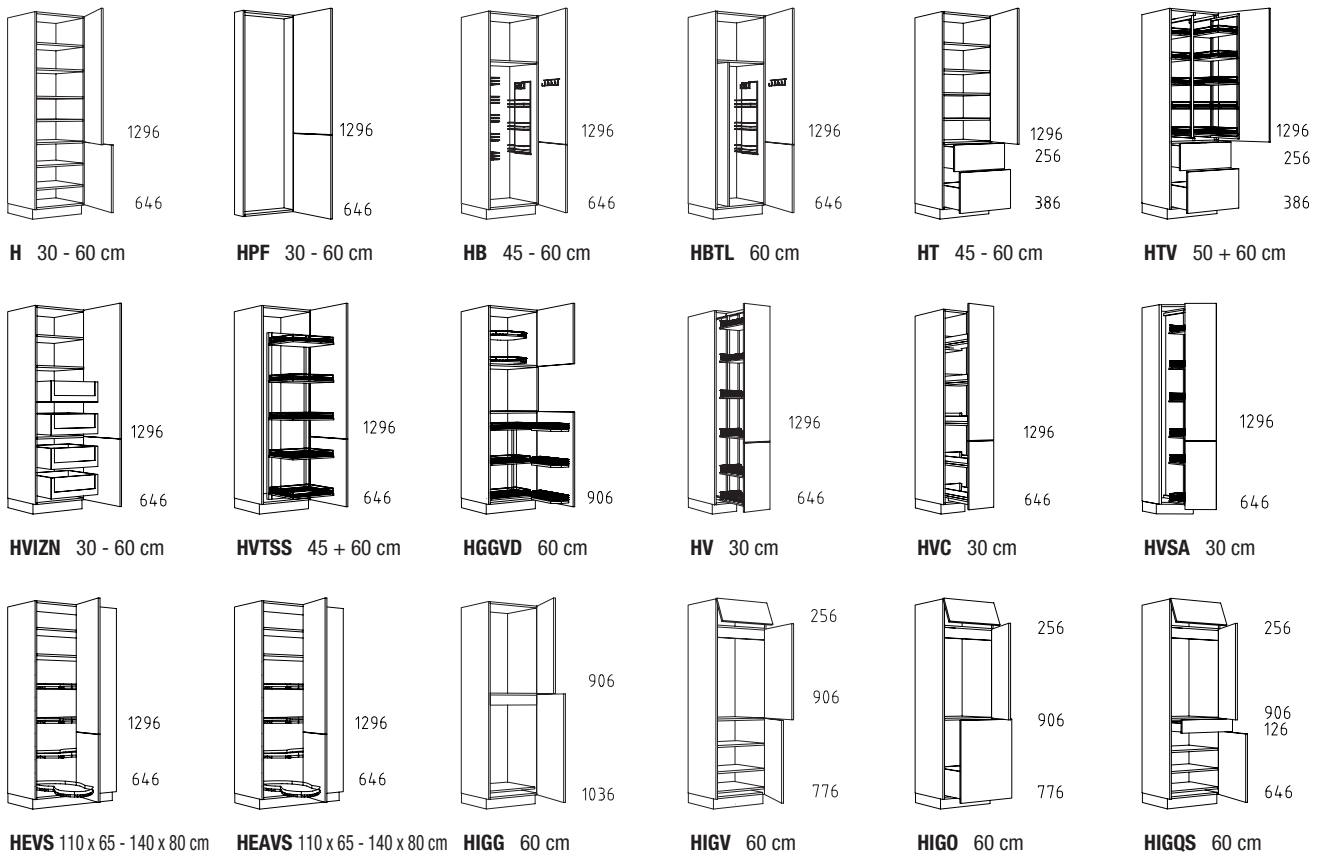 1296
646
H 30 - 60 cm
1296
646
HPF 30 - 60 cm
1296
646
HB 45 - 60 cm
1296
646
HBTL 60 cm
1296
256
386
HT 45 - 60 cm
1296
256
386
HTV 50 + 60 cm
1296
646
HVIZN 30 - 60 cm
1296
646
HVTSS 45 + 60 cm
906
HGGVD 60 cm
1296
646
HV 30 cm
1296
646
HVC 30 cm
1296
646
HVSA 30 cm
1296
646
HEVS 110 x 65 - 140 x 80 cm
1296
646
HEAVS 110 x 65 - 140 x 80 cm
906
1036
HIGG 60 cm
256
906
776
HIGV 60 cm
256
906
776
HIGO 60 cm
256
906
126
646
HIGQS 60 cm